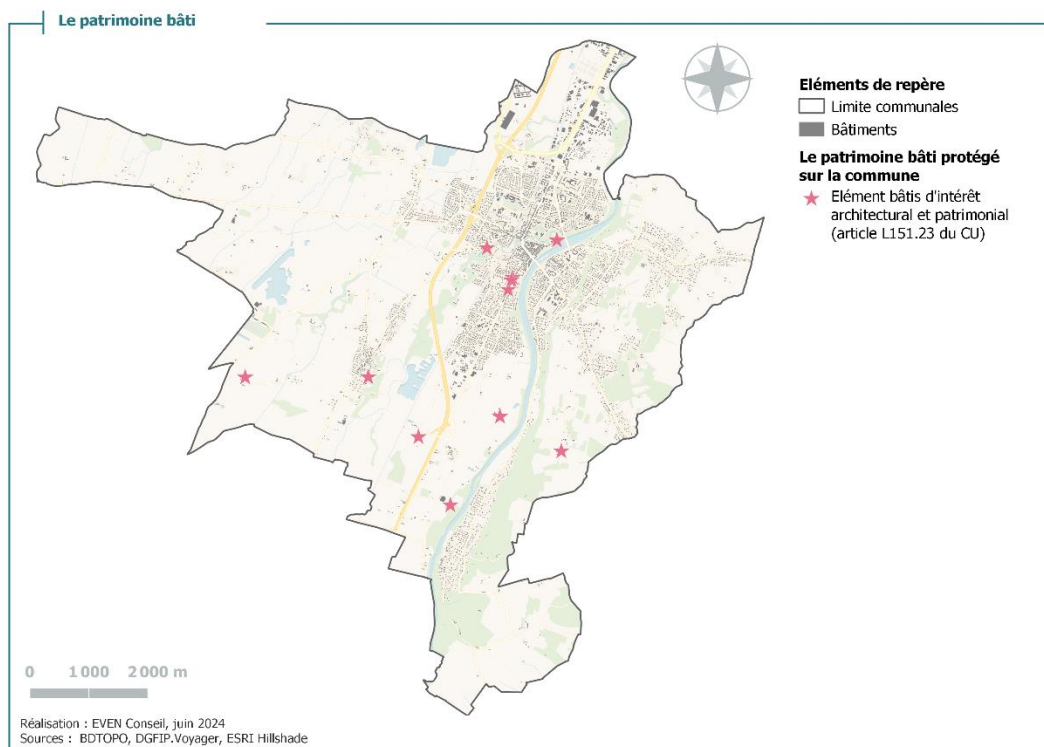 Le patrimoine bâti
Eléments de repère
Limite communales
Bâtiments
Le patrimoine bâti protégé
sur la commune
Elément bâtis d'intérêt
architectural et patrimonial
(article L151.23 du CU)
0 1 000 2 000 m
Réalisation : EVEN Conseil, juin 2024
Sources : BDTOPO, DGFIP.Voyager, ESRI Hillshade